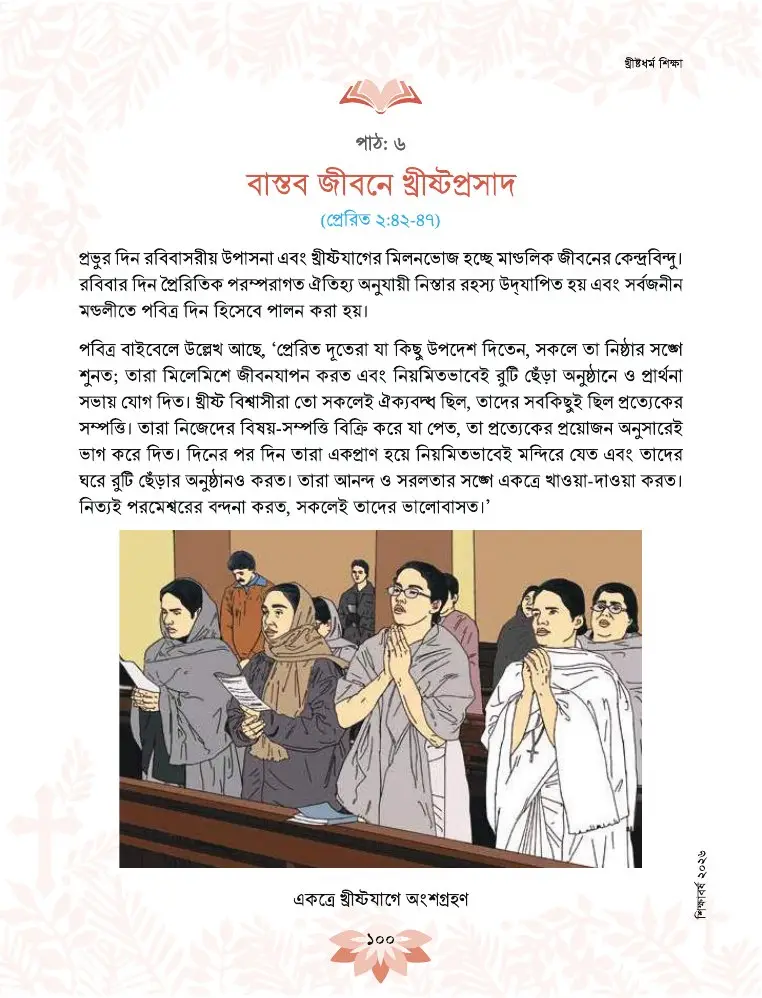 খ্রীষ্টধর্ম শিক্ষা
পাঠ: ৬
বাস্তব জীবনে খ্রীষ্টপ্রসাদ
(প্রেরিত ২:৪২-৪৭)
প্রভুর দিন রবিবাসরীয় উপাসনা এবং খ্রীষ্টযাগের মিলনভোজ হচ্ছে মাণ্ডলিক জীবনের কেন্দ্রবিন্দু।
রবিবার দিন প্রৈরিতিক পরম্পরাগত ঐতিহ্য অনুযায়ী নিস্তার রহস্য উদ্‌যাপিত হয় এবং সর্বজনীন
মণ্ডলীতে পবিত্র দিন হিসেবে পালন করা হয়।
পবিত্র বাইবেলে উল্লেখ আছে, ‘প্রেরিত দূতেরা যা কিছু উপদেশ দিতেন, সকলে তা নিষ্ঠার সঙ্গে
শুনত; তারা মিলেমিশে জীবনযাপন করত এবং নিয়মিতভাবেই রুটি ছেঁড়া অনুষ্ঠানে ও প্রার্থনা
সভায় যোগ দিত। খ্রীষ্ট বিশ্বাসীরা তো সকলেই ঐক্যবদ্ধ ছিল, তাদের সবকিছুই ছিল প্রত্যেকের
সম্পত্তি। তারা নিজেদের বিষয়-সম্পত্তি বিক্রি করে যা পেত, তা প্রত্যেকের প্রয়োজন অনুসারেই
ভাগ করে দিত। দিনের পর দিন তারা একপ্রাণ হয়ে নিয়মিতভাবেই মন্দিরে যেত এবং তাদের
ঘরে রুটি ছেঁড়ার অনুষ্ঠানও করত। তারা আনন্দ ও সরলতার সঙ্গে একত্রে খাওয়া-দাওয়া করত।
নিত্যই পরমেশ্বরের বন্দনা করত, সকলেই তাদের ভালোবাসত।’
একত্রে খ্রীষ্টযাগে অংশগ্রহণ
শিক্ষাবর্ষ ২০২৬
১০০